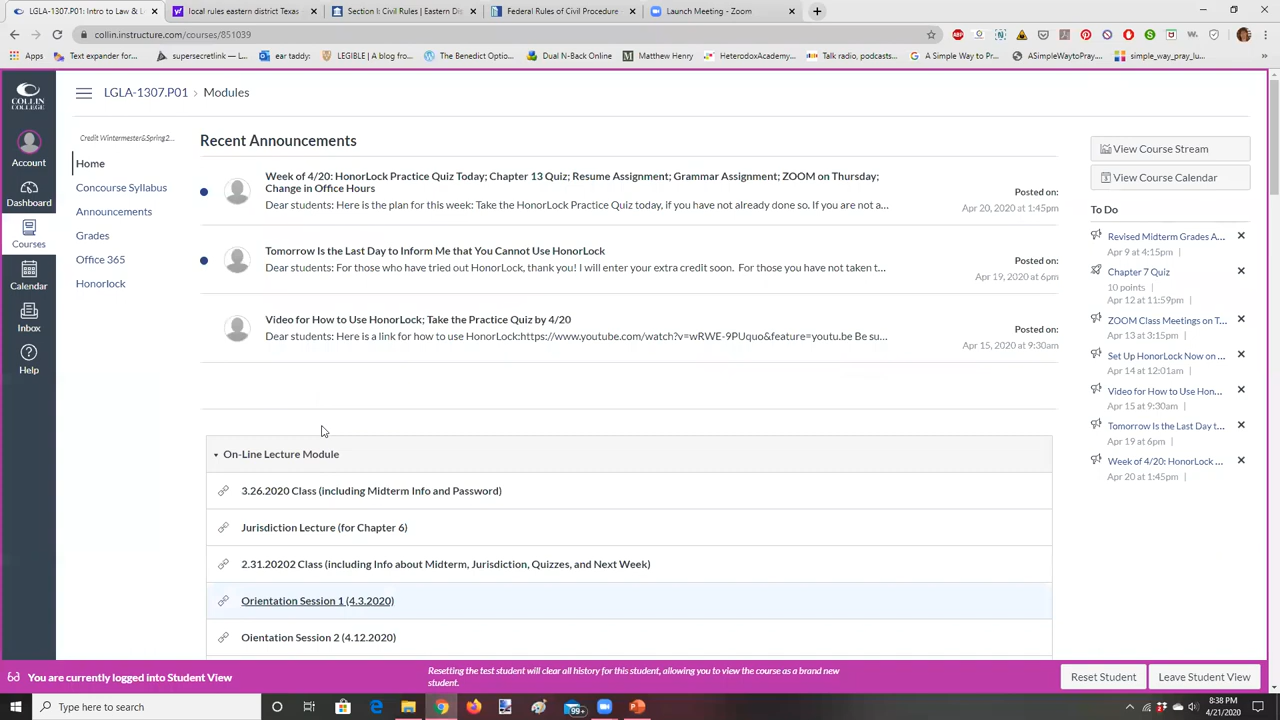 LGLA-1307.P01: Intro to Law & L
local rules eastern district Texas
Section I: Civil Rules | Eastern Dis
Federal Rules of Civil Procedure
Launch Meeting - Zoom
collin.instructure.com/courses/851039
Apps
Text expander for...
supersecretlink — L...
ear taddy:
LEGIBLE | A blog fro...
The Benedict Optio...
Dual N-Back Online
Matthew Henry
HeterodoxAcademy...
Talk radio, podcasts...
A Simple Way to Pr...
ASimpleWaytoPray...
simple_way_pray_lu...
COLLIN
COLLEGE
Account
Dashboard
Courses
Calendar
Inbox
Help
LGLA-1307.P01 › Modules
Credit Wintermester&Spring2...
Home
Concourse Syllabus
Announcements
Grades
Office 365
Honorlock
Recent Announcements
Week of 4/20: HonorLock Practice Quiz Today; Chapter 13 Quiz; Resume Assignment; Grammar Assignment; ZOOM on Thursday;
Change in Office Hours
Dear students: Here is the plan for this week: Take the HonorLock Practice Quiz today, if you have not already done so. If you are not a...
Posted on:
Apr 20, 2020 at 1:45pm
Tomorrow Is the Last Day to Inform Me that You Cannot Use HonorLock
Dear students: For those who have tried out HonorLock, thank you! I will enter your extra credit soon. For those you have not taken t...
Posted on:
Apr 19, 2020 at 6pm
Video for How to Use HonorLock; Take the Practice Quiz by 4/20
Dear students: Here is a link for how to use HonorLock:https://www.youtube.com/watch?v=wRWE-9PUquo&feature=youtu.be Be su...
Posted on:
Apr 15, 2020 at 9:30am
On-Line Lecture Module
3.26.2020 Class (including Midterm Info and Password)
Jurisdiction Lecture (for Chapter 6)
2.31.20202 Class (including Info about Midterm, Jurisdiction, Quizzes, and Next Week)
Orientation Session 1 (4.3.2020)
Oientation Session 2 (4.12.2020)
View Course Stream
View Course Calendar
To Do
Revised Midterm Grades A...
Apr 9 at 4:15pm |
Chapter 7 Quiz
10 points |
Apr 12 at 11:59pm |
ZOOM Class Meetings on T...
Apr 13 at 3:15pm |
Set Up HonorLock Now on ...
Apr 14 at 12:01am |
Video for How to Use Hon...
Apr 15 at 9:30am |
Tomorrow Is the Last Day t...
Apr 19 at 6pm |
Week of 4/20: HonorLock ...
Apr 20 at 1:45pm |
You are currently logged into Student View
Resetting the test student will clear all history for this student, allowing you to view the course as a brand new
student.
Reset Student
Leave Student View
Type here to search
99+
8:38 PM
4/21/2020